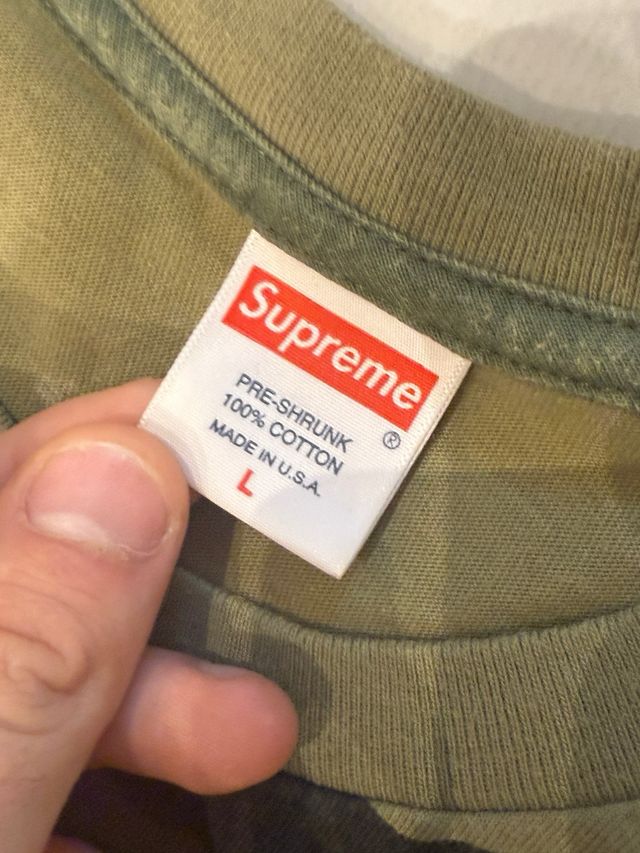 Supreme
®
PRE-SHRUNK
100% COTTON
MADE IN U.S.A.
L